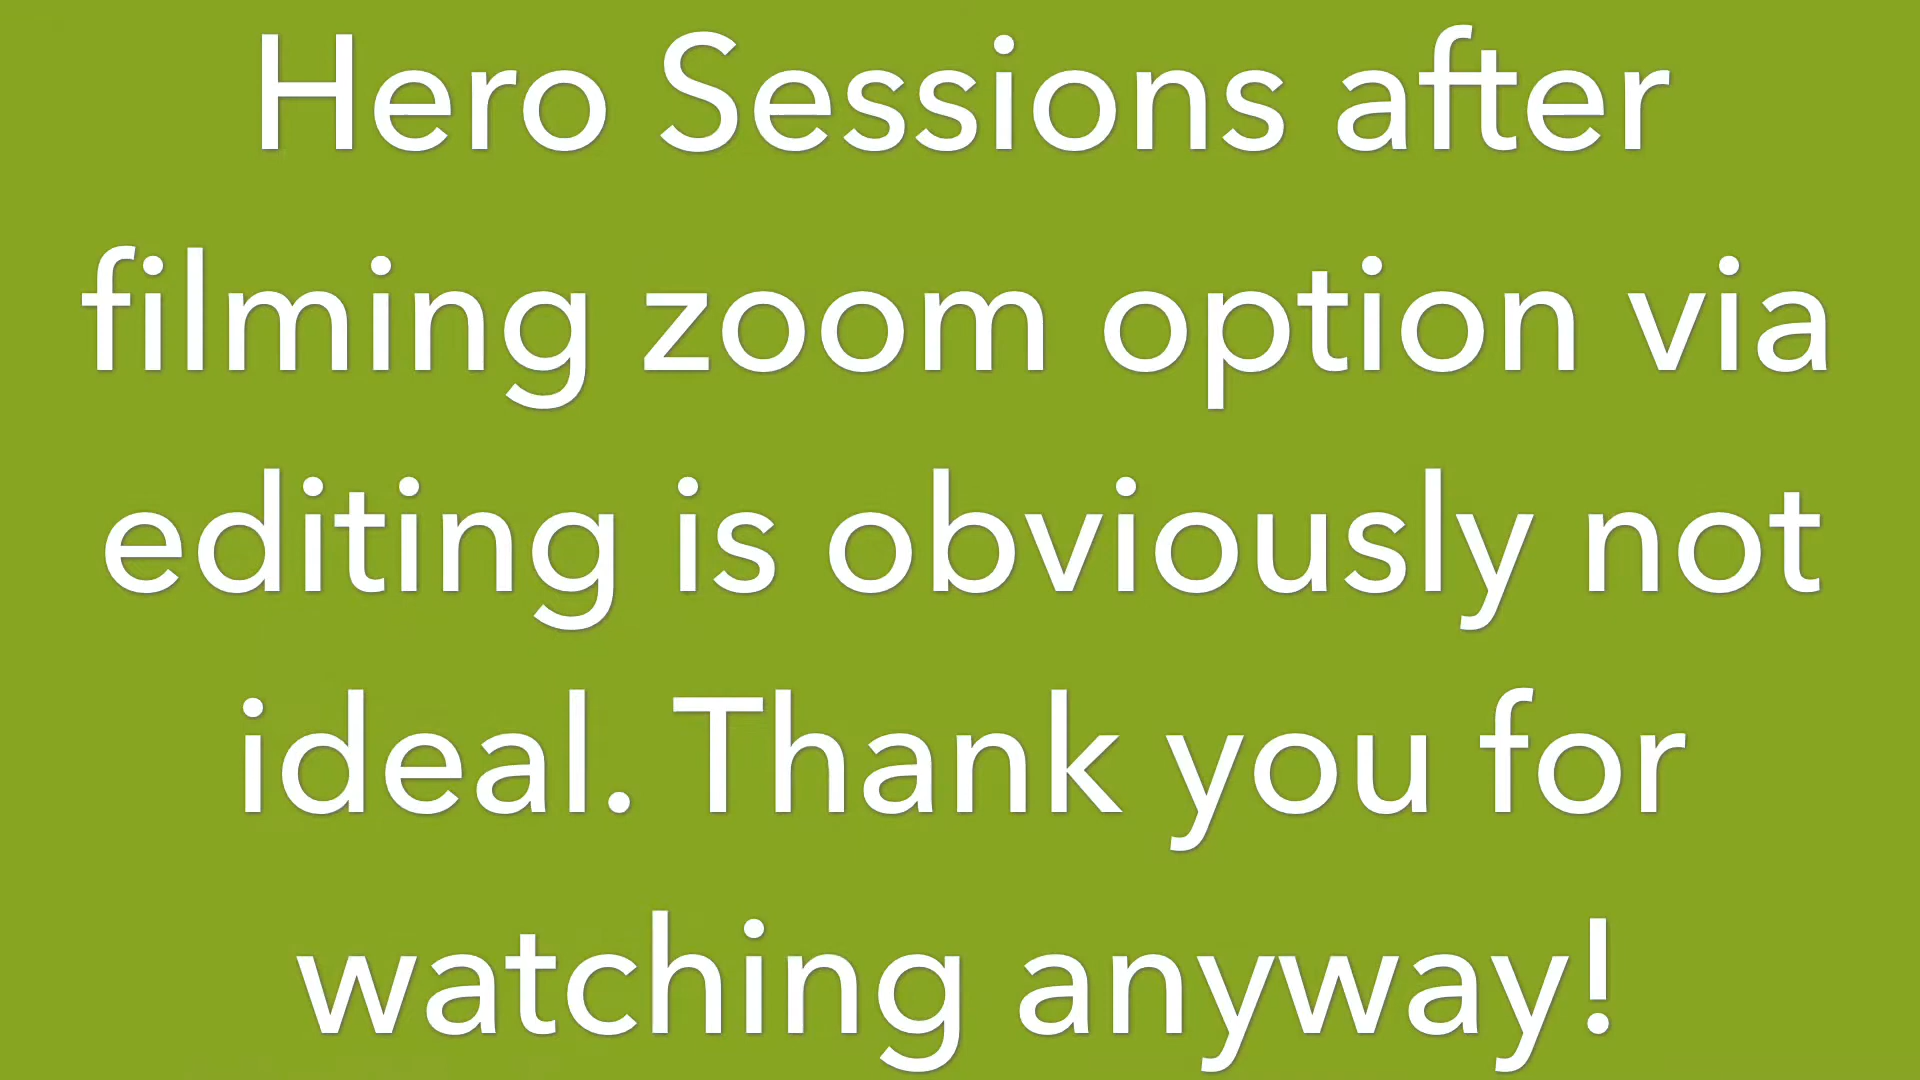 Hero Sessions after
filming zoom option via
editing is obviously not
ideal. Thank you for
watching anyway!